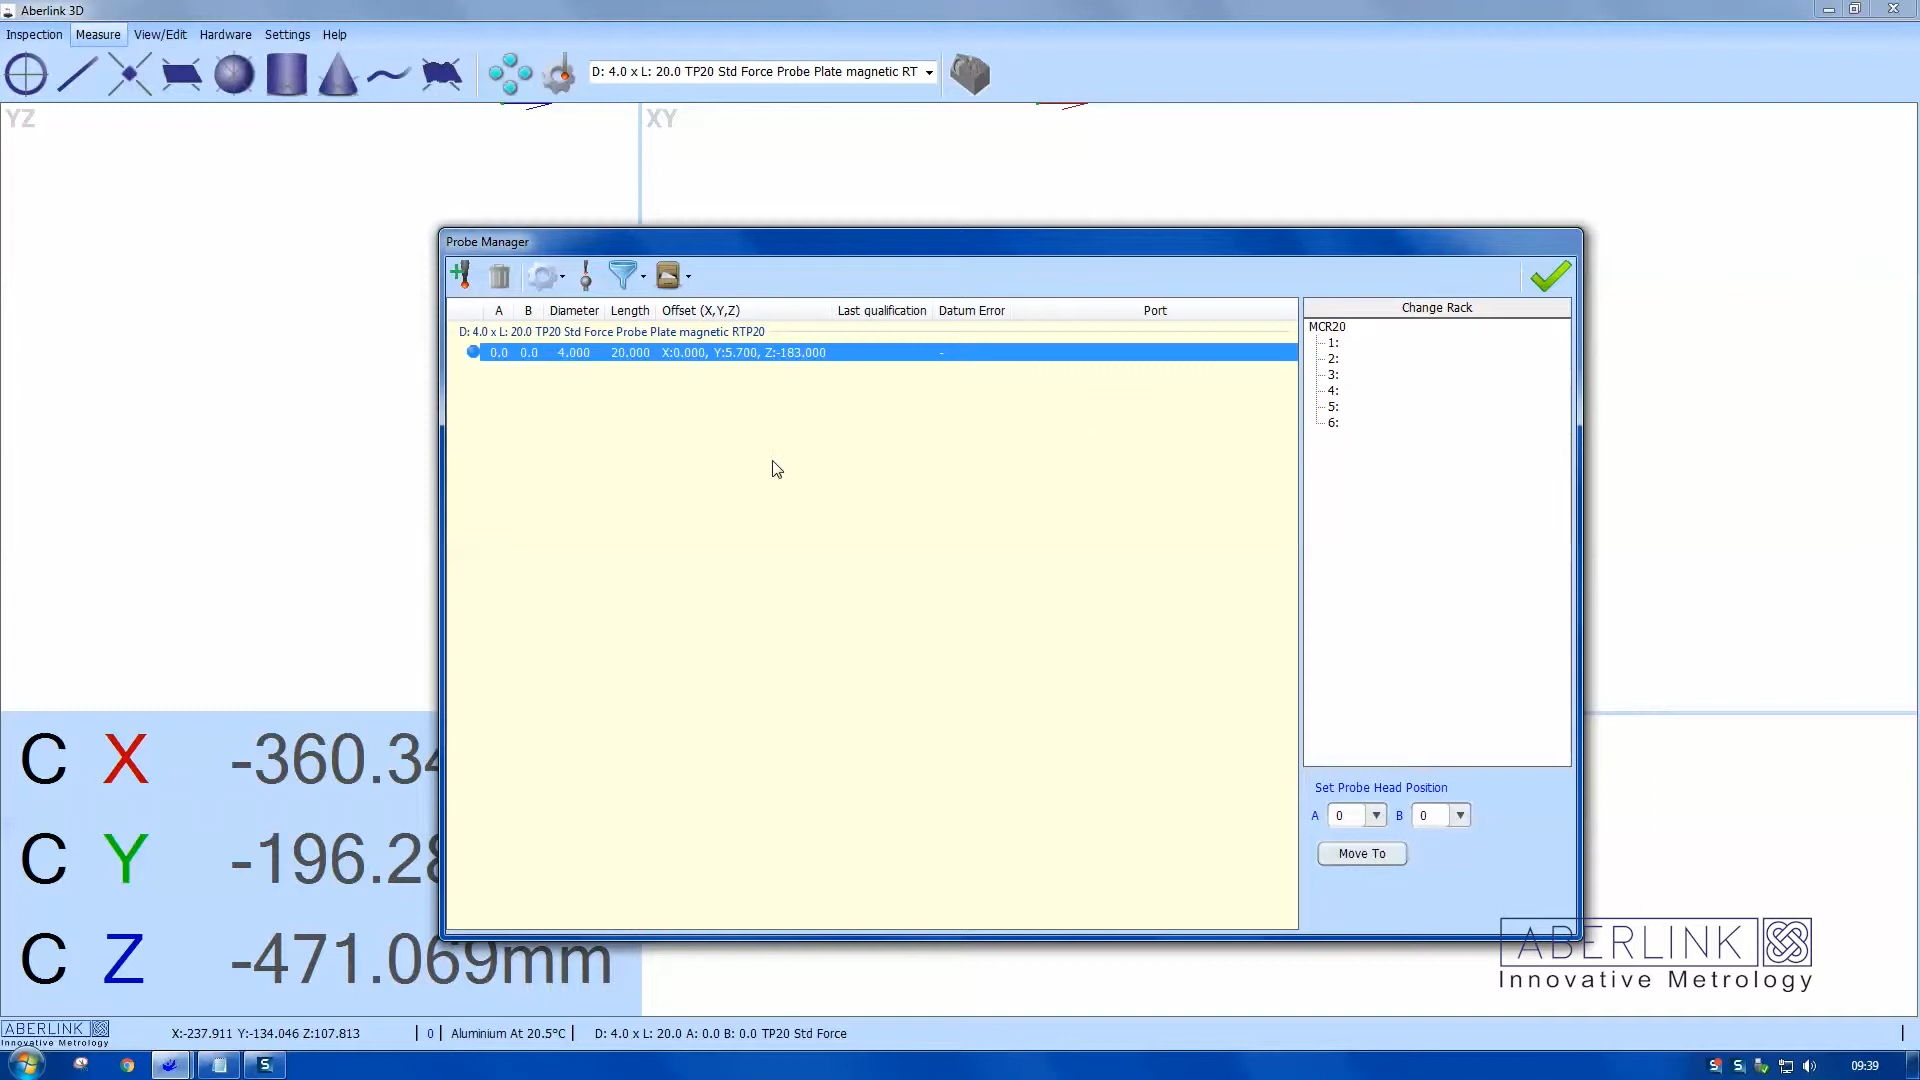 Aberlink 3D
Inspection Measure View/Edit Hardware Settings Help
D: 4.0 x L: 20.0 TP20 Std Force Probe Plate magnetic RT
YZ
XY
Probe Manager
A B Diameter Length Offset (X,Y,Z) Last qualification Datum Error Port
D: 4.0 x L: 20.0 TP20 Std Force Probe Plate magnetic RTP20
0.0 0.0 4.000 20.000 X:0.000, Y:5.700, Z:-183.000 -
Change Rack
MCR20
1:
2:
3:
4:
5:
6:
Set Probe Head Position
A 0 B 0
Move To
C X -360.34
C Y -196.28
C Z -471.069mm
ABERLINK
Innovative Metrology
ABERLINK
Innovative Metrology
X:-237.911 Y:-134.046 Z:107.813
0
Aluminium At 20.5°C
D: 4.0 x L: 20.0 A: 0.0 B: 0.0 TP20 Std Force
09:39